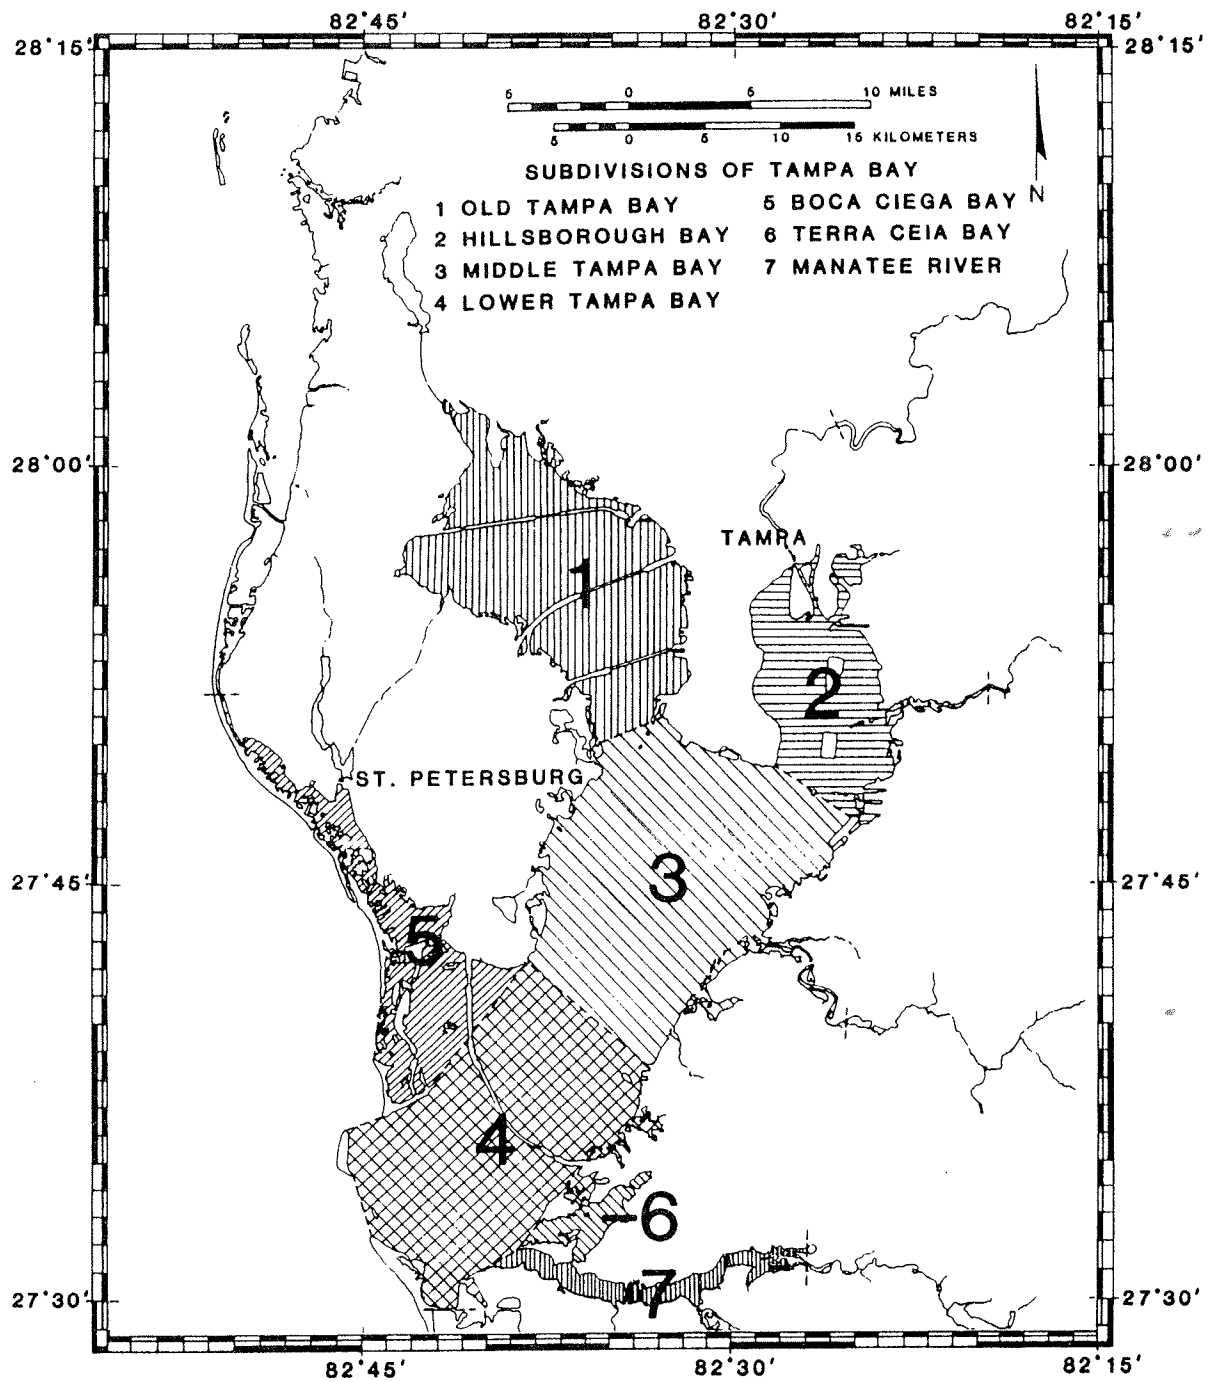 82°45' 82°30' 82°15'
28°15' 28°15'
5 0 5 10 MILES
5 0 5 10 15 KILOMETERS
SUBDIVISIONS OF TAMPA BAY
N
1 OLD TAMPA BAY 5 BOCA CIEGA BAY
2 HILLSBOROUGH BAY 6 TERRA CEIA BAY
3 MIDDLE TAMPA BAY 7 MANATEE RIVER
4 LOWER TAMPA BAY
28°00' 28°00'
TAMPA
1
2
ST. PETERSBURG
3
27°45' 27°45'
5
4
6
7
27°30' 27°30'
82°45' 82°30' 82°15'